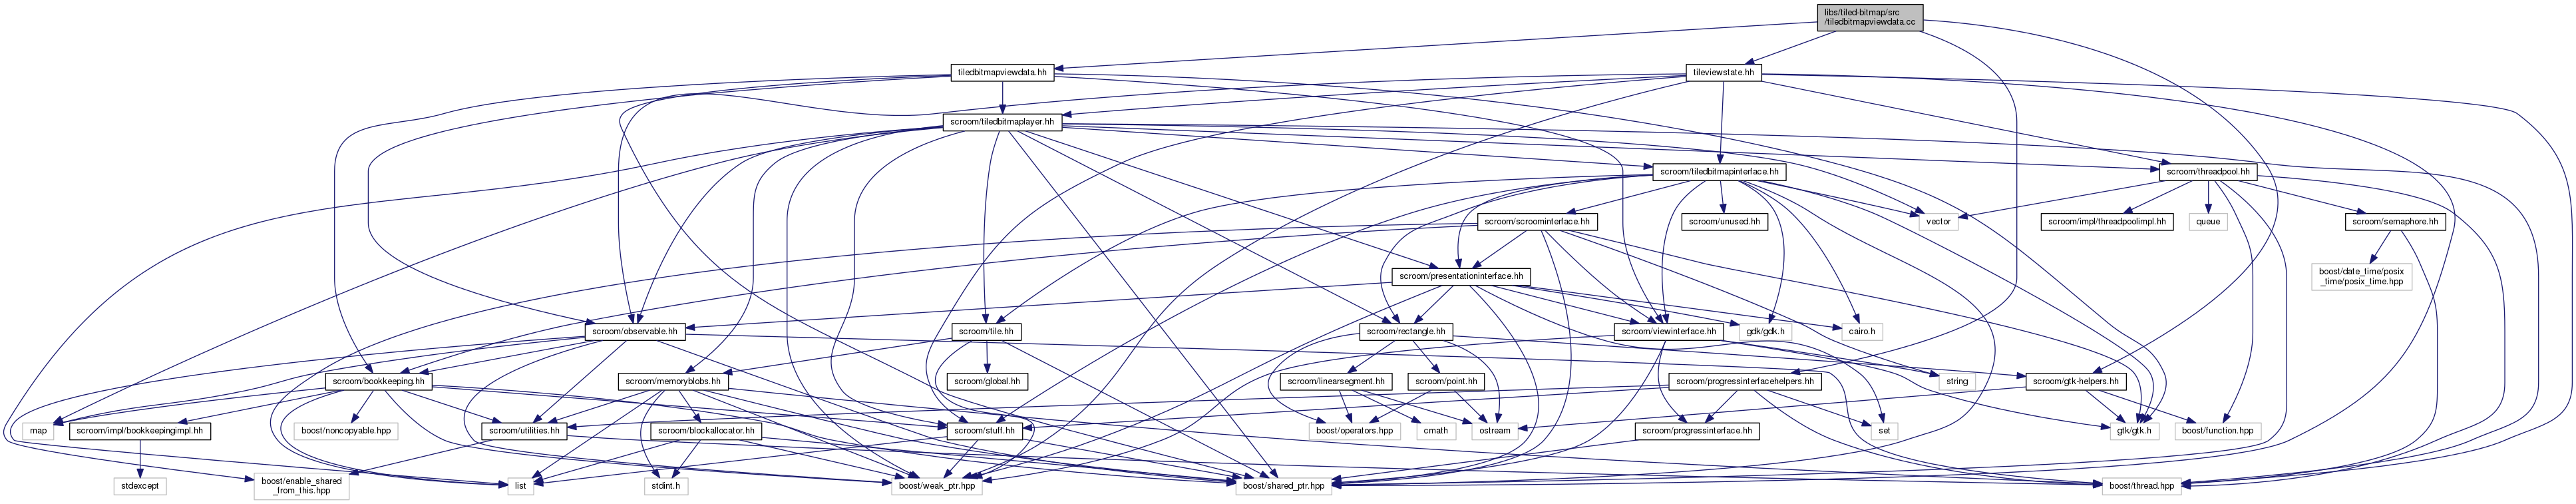 libs/tiled-bitmap/src
/tiledbitmapviewdata.cc
tiledbitmapviewdata.hh
tileviewstate.hh
scroom/tiledbitmaplayer.hh
scroom/tiledbitmapinterface.hh
scroom/threadpool.hh
scroom/scroominterface.hh
scroom/unused.hh
vector
scroom/impl/threadpoolimpl.hh
queue
scroom/semaphore.hh
scroom/presentationinterface.hh
boost/date_time/posix
_time/posix_time.hpp
scroom/observable.hh
scroom/tile.hh
scroom/rectangle.hh
scroom/viewinterface.hh
gdk/gdk.h
cairo.h
scroom/bookkeeping.hh
scroom/memoryblobs.hh
scroom/global.hh
scroom/linearsegment.hh
scroom/point.hh
scroom/progressinterfacehelpers.hh
string
scroom/gtk-helpers.hh
map
scroom/impl/bookkeepingimpl.hh
boost/noncopyable.hpp
scroom/utilities.hh
scroom/blockallocator.hh
scroom/stuff.hh
boost/operators.hpp
cmath
ostream
scroom/progressinterface.hh
set
gtk/gtk.h
boost/function.hpp
stdexcept
boost/enable_shared
_from_this.hpp
list
stdint.h
boost/weak_ptr.hpp
boost/shared_ptr.hpp
boost/thread.hpp